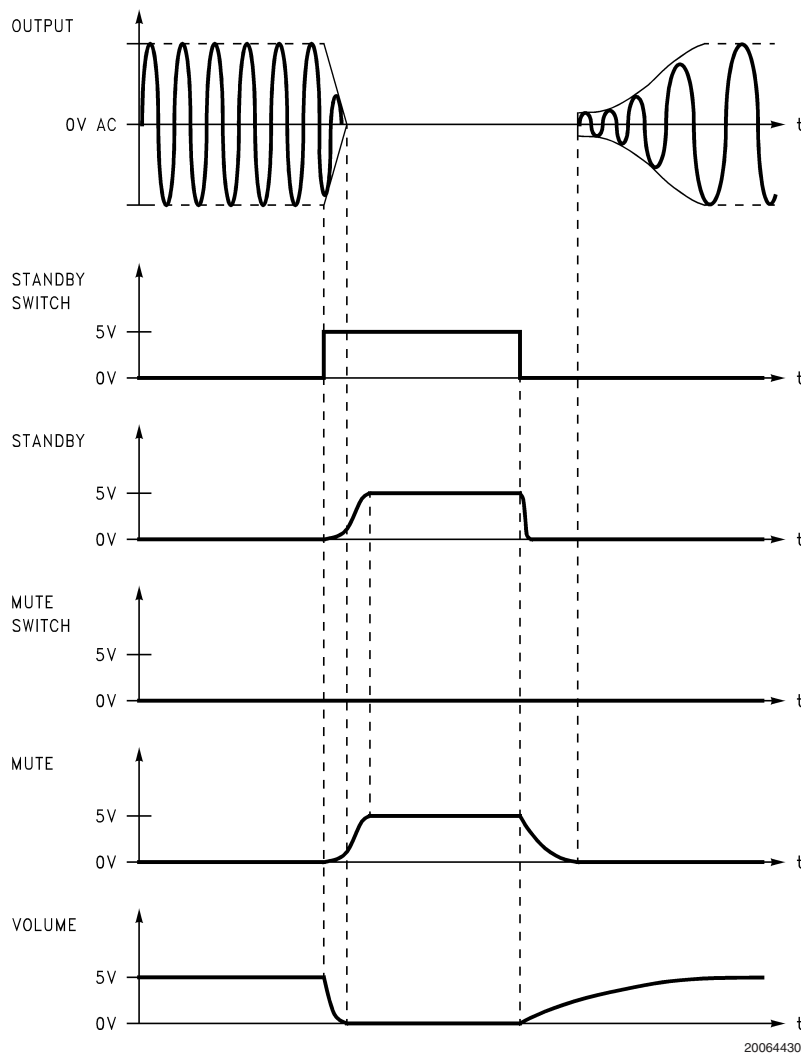 OUTPUT
0V AC
t
STANDBY
SWITCH
5V
0V
t
STANDBY
5V
0V
t
MUTE
SWITCH
5V
0V
t
MUTE
5V
0V
t
VOLUME
5V
0V
t
20064430